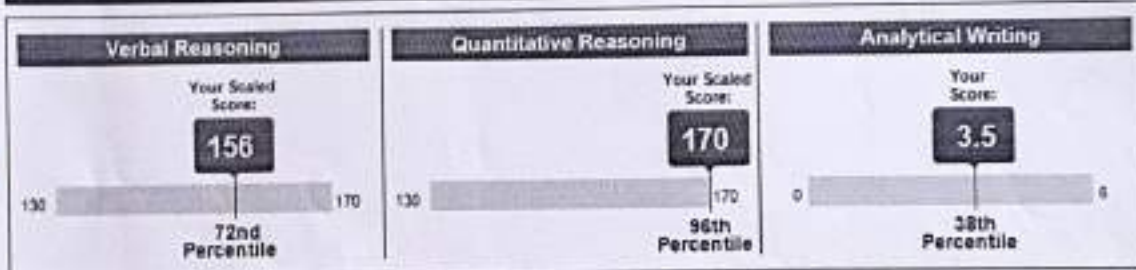 Verbal Reasoning
Your Scaled
Score:
156
130
170
72nd
Percentile
Quantitative Reasoning
Your Scaled
Score:
170
130
170
96th
Percentile
Analytical Writing
Your
Score:
3.5
0
6
38th
Percentile